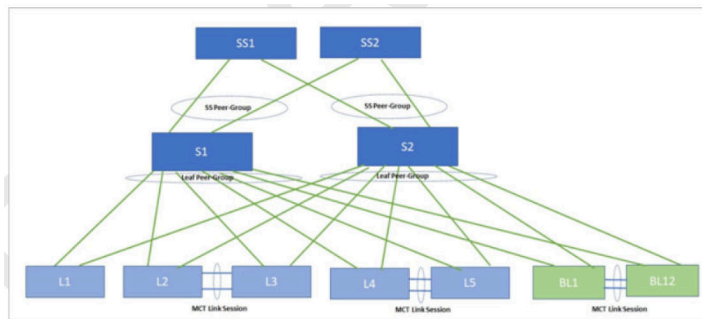 SS1 SS2
SS Peer-Group SS Peer-Group
S1 S2
Leaf Peer-Group Leaf Peer-Group
L1 L2 L3 L4 L5 BL1 BL12
MCT Link Session MCT Link Session MCT Link Session